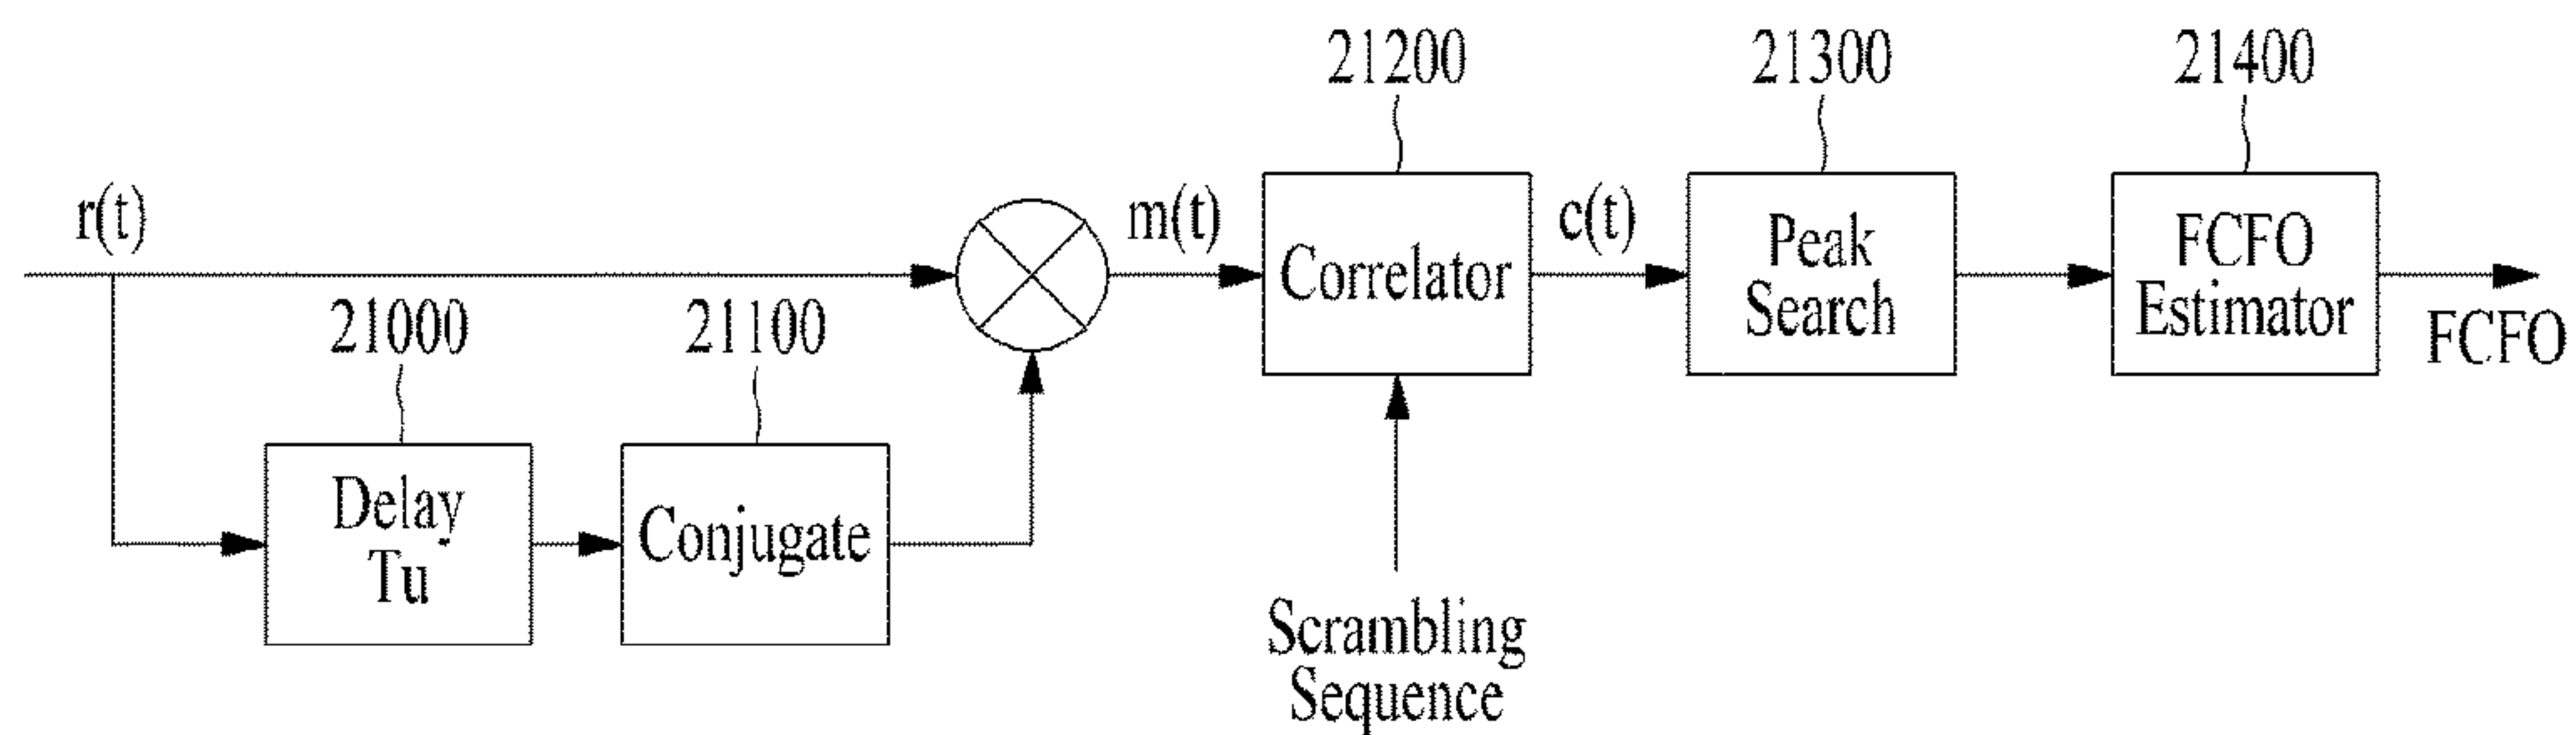 21200
21300
21400
r(t)
m(t)
Correlator
c(t)
Peak
Search
FCFO
Estimator
FCFO
21000
21100
Delay
Tu
Conjugate
Scrambling
Sequence